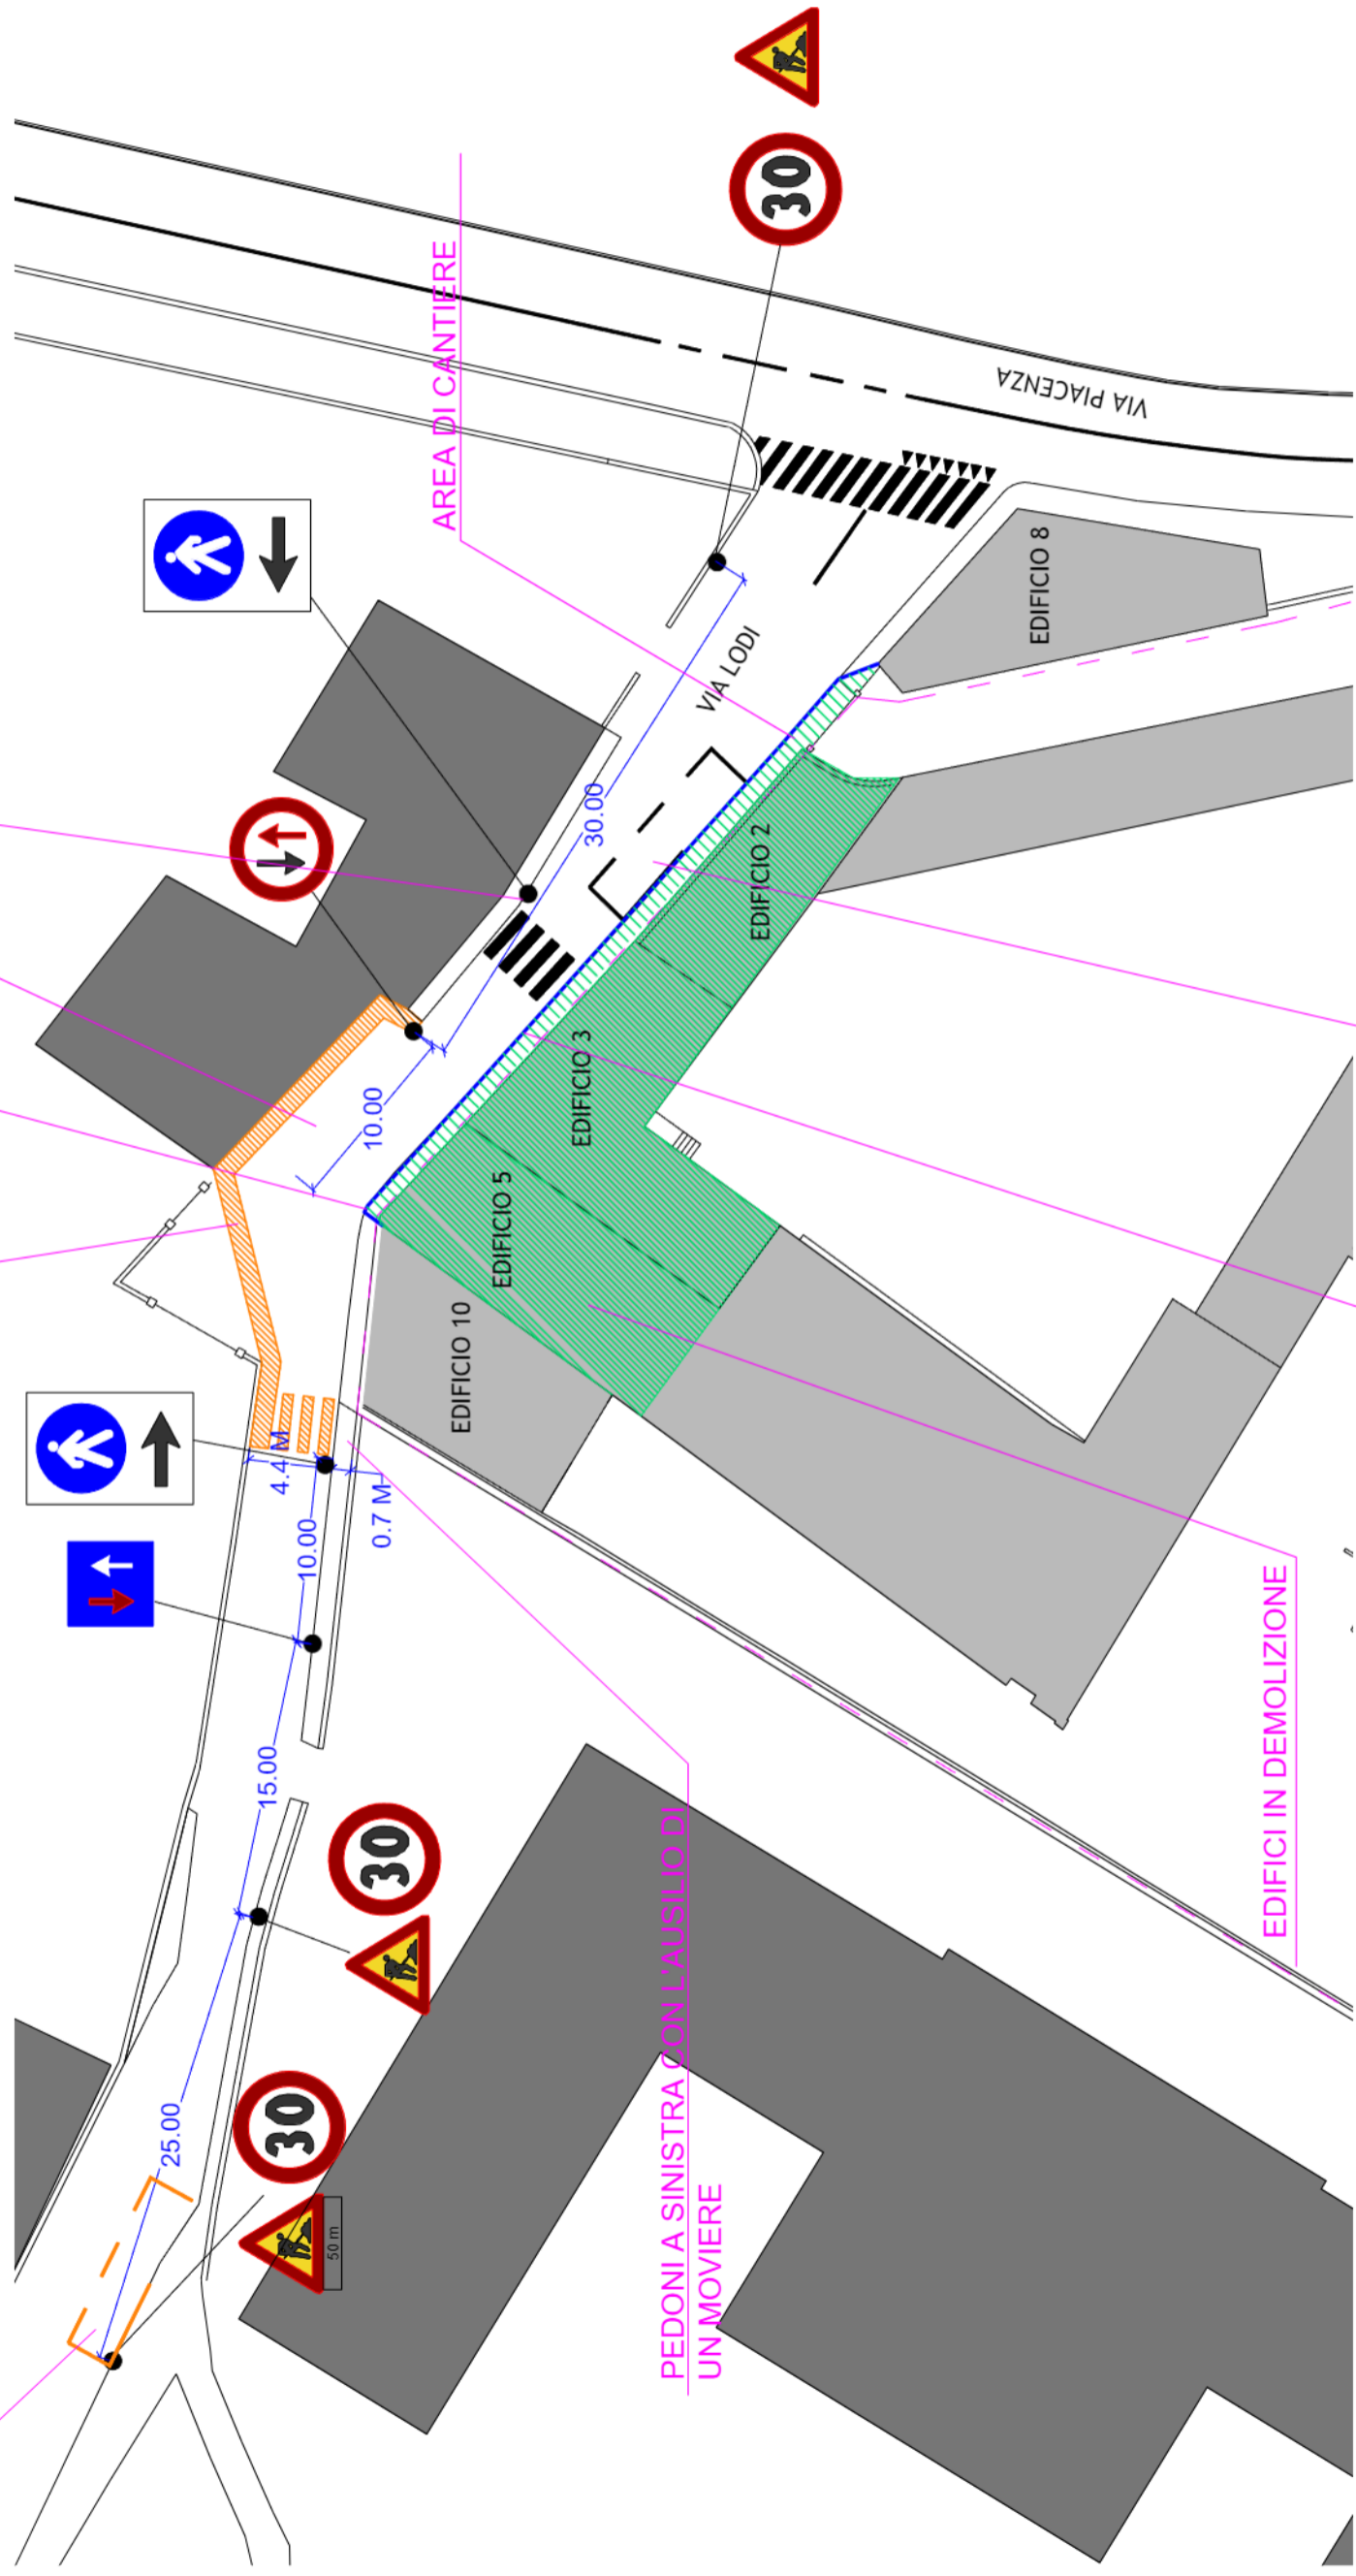 30
AREA DI CANTIERE
VIA PIACENZA
EDIFICIO 8
VIA LODI
30.00
EDIFICIO 2
EDIFICIO 3
10.00
EDIFICIO 5
EDIFICIO 10
4.4 M
0.7 M
10.00
15.00
30
EDIFICI IN DEMOLIZIONE
PEDONI A SINISTRA CON L'AUSILIO DI
UN MOVIERE
25.00
30
50 m